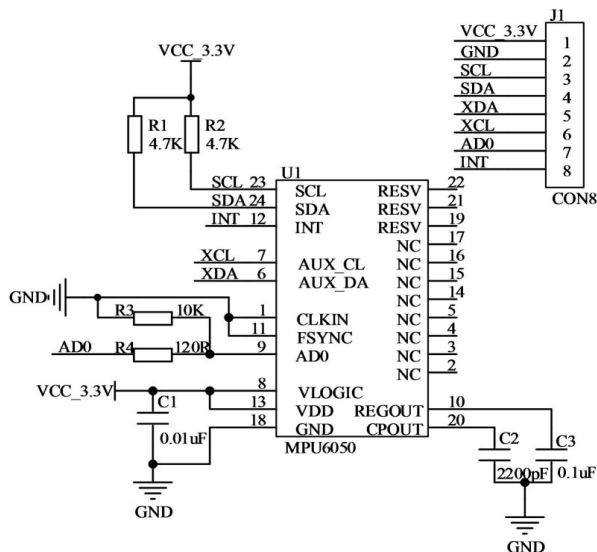 J1
VCC_3.3V 1
GND 2
SCL 3
SDA 4
XDA 5
XCL 6
AD0 7
INT 8
CON8
VCC_3.3V
R1
4.7K
R2
4.7K
U1
SCL 23 SCL RESV 22
SDA 24 SDA RESV 21
INT 12 INT RESV 19
NC 17
XCL 7 AUX_CL NC 16
XDA 6 AUX_DA NC 15
NC 14
GND
R3 10K
1 CLKIN NC 5
11 FSYNC NC 4
AD0 R4 120R 9 AD0 NC 3
NC 2
VCC_3.3V 8 VLOGIC
13 VDD REGOUT 10
18 GND CPOUT 20
MPU6050
C1
0.01uF
GND
C2
2200pF
C3
0.1uF
GND